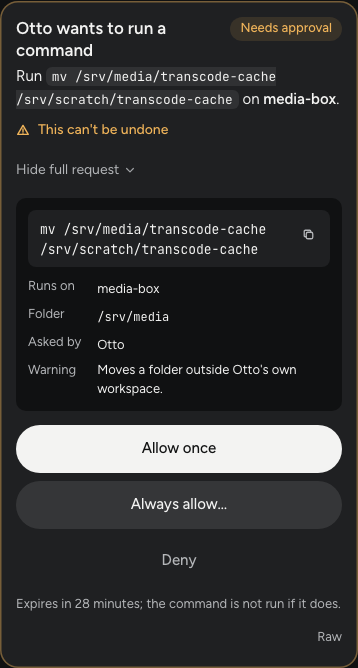 Otto wants to run a
command
Needs approval
Run mv /srv/media/transcode-cache
/srv/scratch/transcode-cache on media-box.
This can't be undone
Hide full request
mv /srv/media/transcode-cache
/srv/scratch/transcode-cache
Runs on media-box
Folder /srv/media
Asked by Otto
Warning Moves a folder outside Otto's own
workspace.
Allow once
Always allow...
Deny
Expires in 28 minutes; the command is not run if it does.
Raw